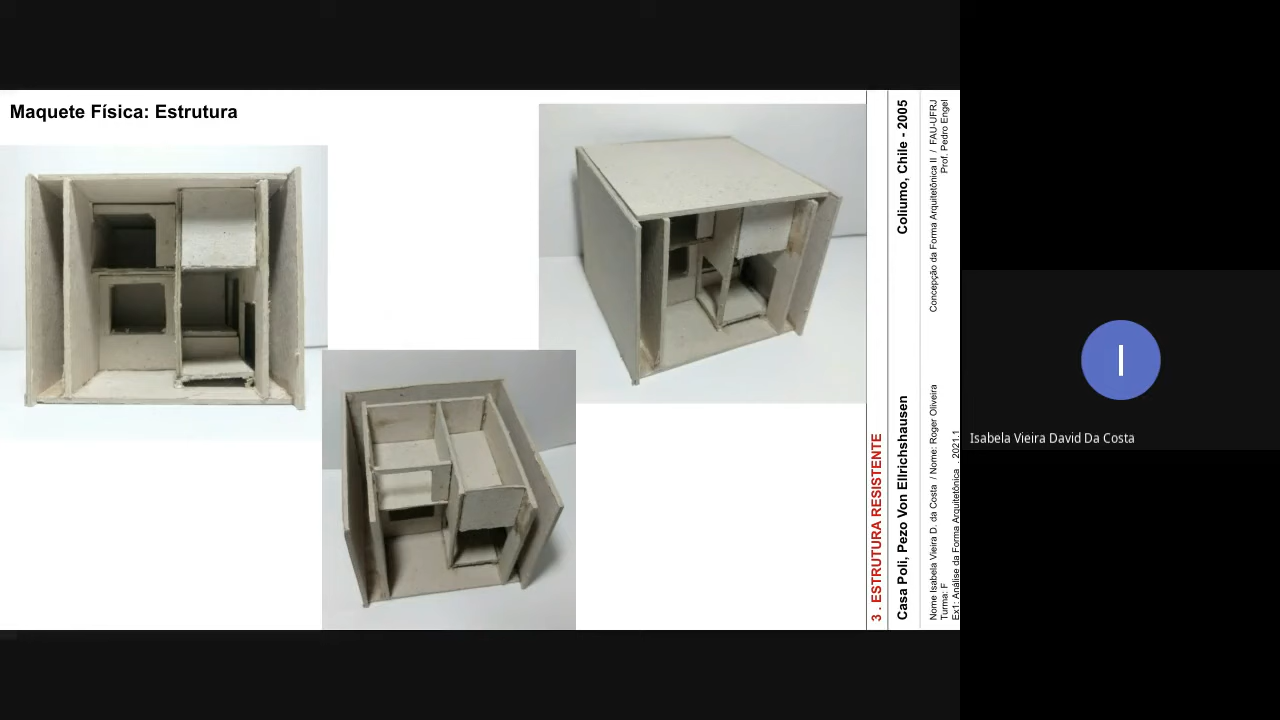 Maquete Física: Estrutura
3 . ESTRUTURA RESISTENTE
Casa Poli, Pezo Von Ellrichshausen
Coliumo, Chile - 2005
Nome Isabela Vieira D. da Costa / Nome: Roger Oliveira
Turma: F
Ex1: Análise da Forma Arquitetônica . 2021.1
Concepção da Forma Arquitetônica II / FAU-UFRJ
Prof. Pedro Engel
I
Isabela Vieira David Da Costa